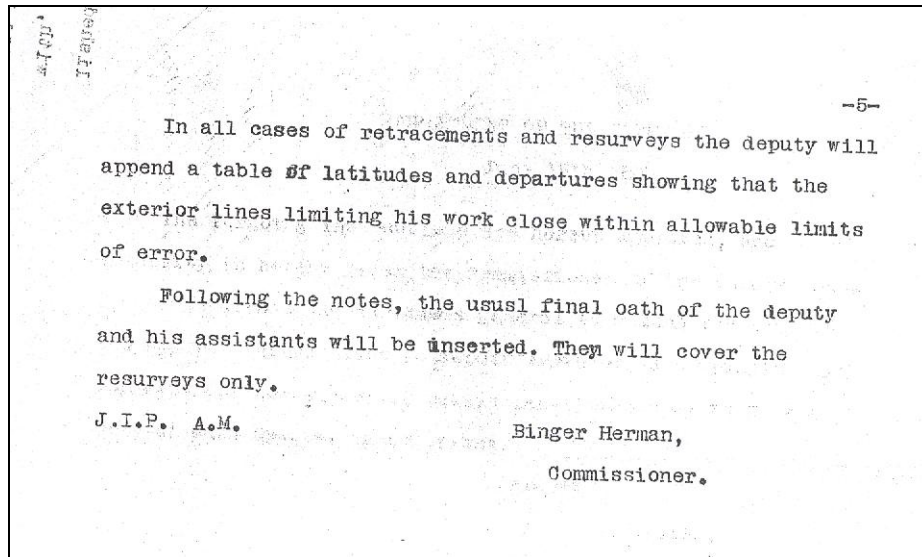 -5-
In all cases of retracements and resurveys the deputy will
append a table of latitudes and departures showing that the
exterior lines limiting his work close within allowable limits
of error.
Following the notes, the ususl final oath of the deputy
and his assistants will be inserted. They will cover the
resurveys only.
J.I.P. A.M.
Binger Herman,
Commissioner.